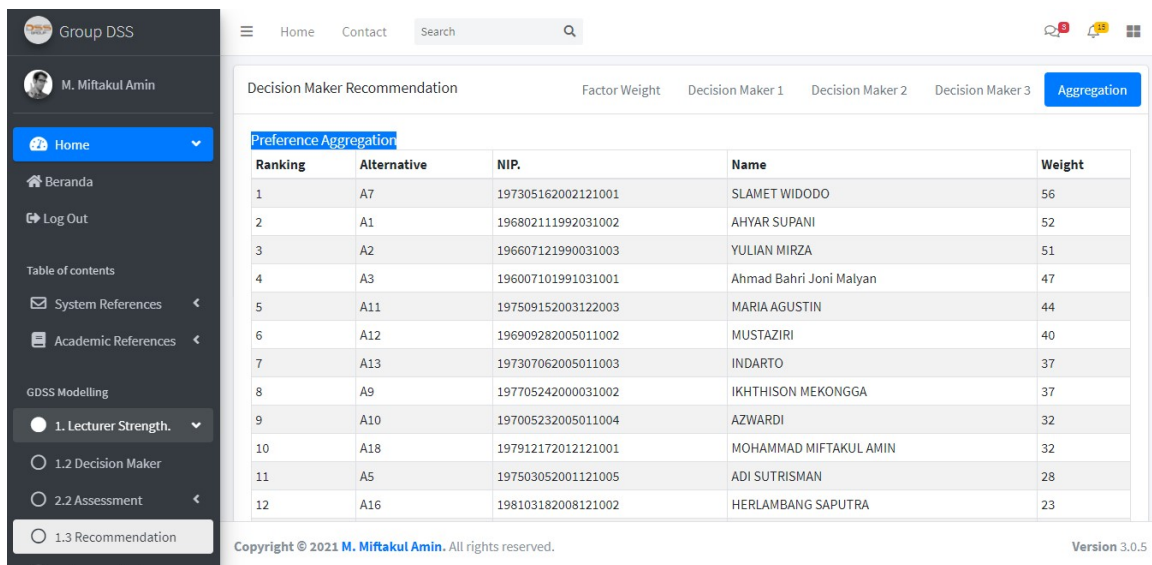 Group DSS
Home Contact Search
3 15
M. Miftakul Amin
Decision Maker Recommendation Factor Weight Decision Maker 1 Decision Maker 2 Decision Maker 3 Aggregation
Home
Beranda
Log Out
Table of contents
System References
Academic References
GDSS Modelling
1. Lecturer Strength.
1.2 Decision Maker
2.2 Assessment
1.3 Recommendation
Preference Aggregation
Ranking Alternative NIP. Name Weight
1 A7 197305162002121001 SLAMET WIDODO 56
2 A1 196802111992031002 AHYAR SUPANI 52
3 A2 196607121990031003 YULIAN MIRZA 51
4 A3 196007101991031001 Ahmad Bahri Joni Malyan 47
5 A11 197509152003122003 MARIA AGUSTIN 44
6 A12 196909282005011002 MUSTAZIRI 40
7 A13 197307062005011003 INDARTO 37
8 A9 197705242000031002 IKHTHISON MEKONGGA 37
9 A10 197005232005011004 AZWARDI 32
10 A18 197912172012121001 MOHAMMAD MIFTAKUL AMIN 32
11 A5 197503052001121005 ADI SUTRISMAN 28
12 A16 198103182008121002 HERLAMBANG SAPUTRA 23
Copyright © 2021 M. Miftakul Amin. All rights reserved. Version 3.0.5